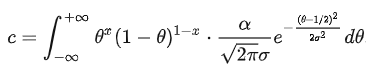 c = \int_{-\infty}^{+\infty} \theta^x (1 - \theta)^{1-x} \cdot \frac{\alpha}{\sqrt{2\pi}\sigma} e^{-\frac{(\theta - 1/2)^2}{2\sigma^2}} \, d\theta.